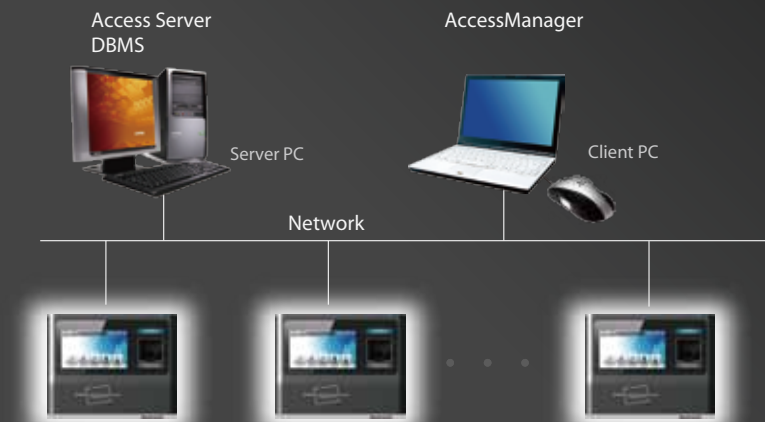 Access Server
DBMS
AccessManager
Server PC
Client PC
Network